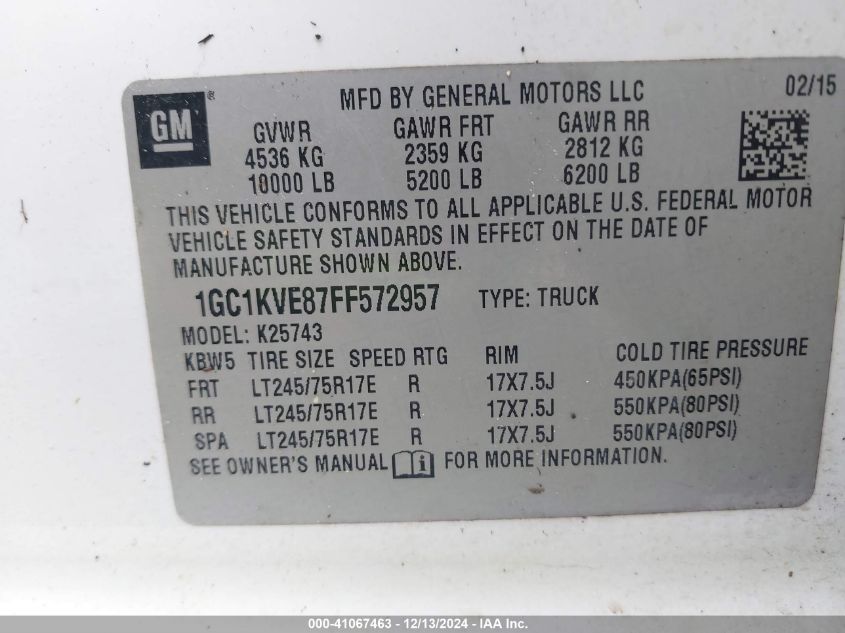 GM® MFD BY GENERAL MOTORS LLC 02/15
GVWR GAWR FRT GAWR RR
4536 KG 2359 KG 2812 KG
10000 LB 5200 LB 6200 LB
THIS VEHICLE CONFORMS TO ALL APPLICABLE U.S. FEDERAL MOTOR
VEHICLE SAFETY STANDARDS IN EFFECT ON THE DATE OF
MANUFACTURE SHOWN ABOVE.
1GC1KVE87FF572957 TYPE: TRUCK
MODEL: K25743
KBW5 TIRE SIZE SPEED RTG RIM COLD TIRE PRESSURE
FRT LT245/75R17E R 17X7.5J 450KPA(65PSI)
RR LT245/75R17E R 17X7.5J 550KPA(80PSI)
SPA LT245/75R17E R 17X7.5J 550KPA(80PSI)
SEE OWNER'S MANUAL i FOR MORE INFORMATION.
000-41067463 - 12/13/2024 - IAA Inc.